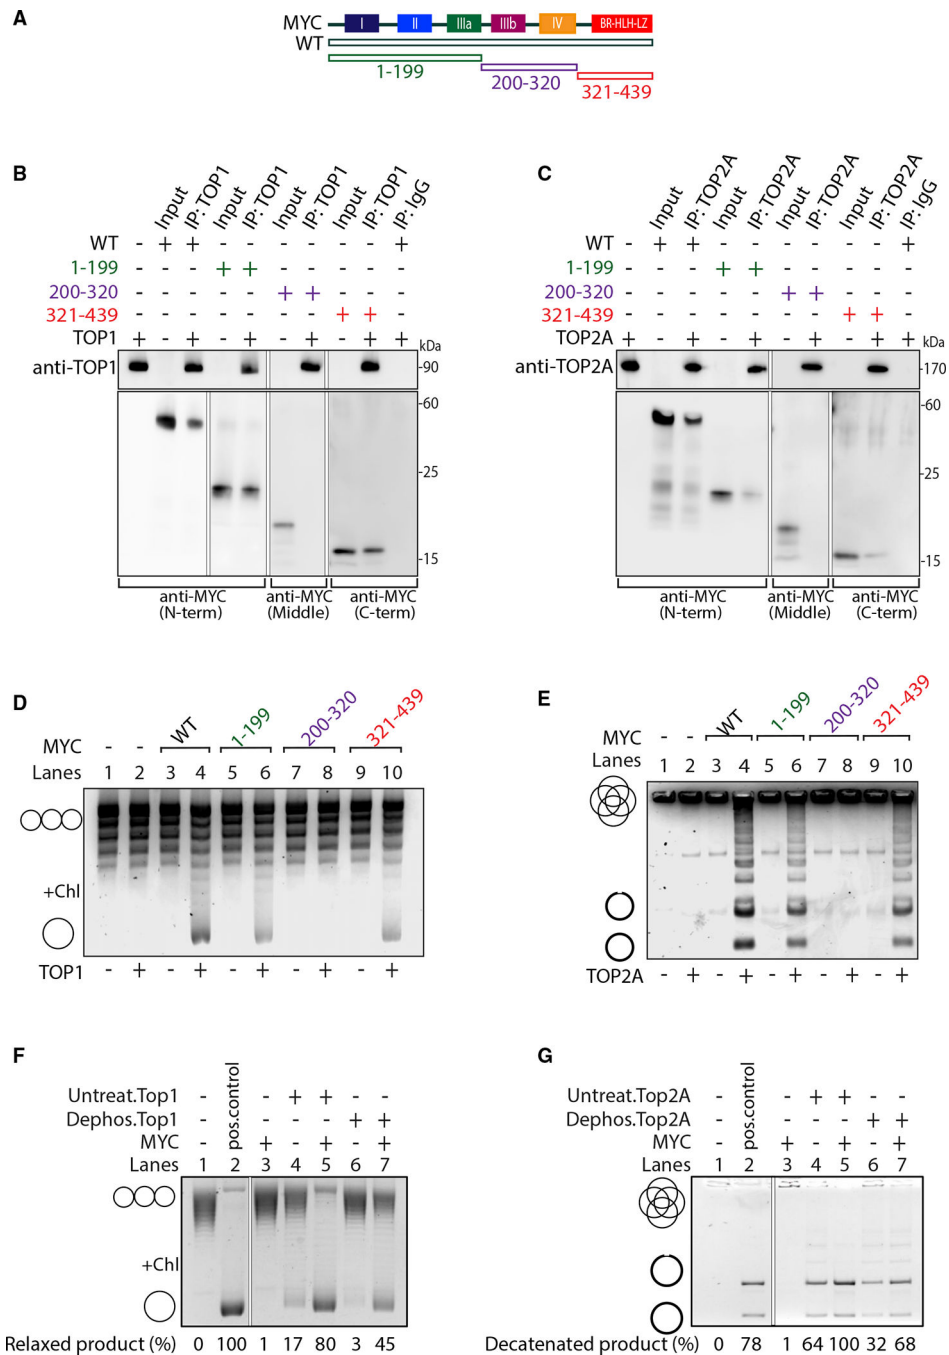 A
MYC I II IIIa IIIb IV BR-HLH-LZ
WT
1-199
200-320
321-439
B
Input IP:TOP1 Input IP:TOP1 Input IP:TOP1 Input IP:TOP1 IP:IgG
WT - + + - - - - - - +
1-199 - - - + + - - - - -
200-320 - - - - - + + - - -
321-439 - - - - - - - + + -
TOP1 + - + - + - + - + +
kDa
anti-TOP1 -90
-60
-25
-15
anti-MYC (N-term) anti-MYC (Middle) anti-MYC (C-term)
C
Input IP:TOP2A Input IP:TOP2A Input IP:TOP2A Input IP:TOP2A IP:IgG
WT - + + - - - - - - +
1-199 - - - + + - - - - -
200-320 - - - - - + + - - -
321-439 - - - - - - - + + -
TOP2A + - + - + - + - + +
kDa
anti-TOP2A -170
-60
-25
-15
anti-MYC (N-term) anti-MYC (Middle) anti-MYC (C-term)
D
MYC - - WT 1-199 200-320 321-439
Lanes 1 2 3 4 5 6 7 8 9 10
+Chl
TOP1 - + - + - + - + - +
E
MYC - - WT 1-199 200-320 321-439
Lanes 1 2 3 4 5 6 7 8 9 10
TOP2A - + - + - + - + - +
F
pos.control
Untreat.Top1 - - + + - -
Dephos.Top1 - - - - + +
MYC - + - + - +
Lanes 1 2 3 4 5 6 7
+Chl
Relaxed product (%) 0 100 1 17 80 3 45
G
pos.control
Untreat.Top2A - - + + - -
Dephos.Top2A - - - - + +
MYC - + - + - +
Lanes 1 2 3 4 5 6 7
Decatenated product (%) 0 78 1 64 100 32 68